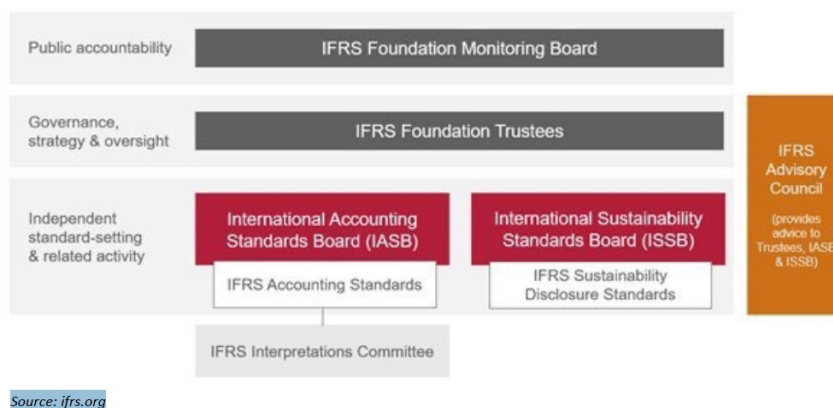 Public accountability
IFRS Foundation Monitoring Board
Governance,
strategy & oversight
IFRS Foundation Trustees
Independent
standard-setting
& related activity
International Accounting
Standards Board (IASB)
IFRS Accounting Standards
IFRS Interpretations Committee
International Sustainability
Standards Board (ISSB)
IFRS Sustainability
Disclosure Standards
IFRS
Advisory
Council
(provides
advice to
Trustees, IASB
& ISSB)
Source: ifrs.org